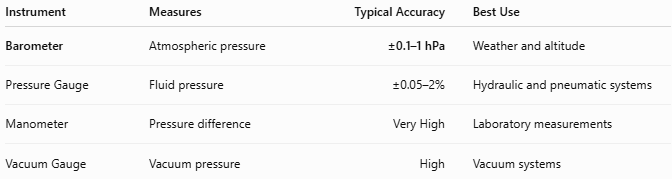 Instrument Measures Typical Accuracy Best Use
Barometer Atmospheric pressure ±0.1–1 hPa Weather and altitude
Pressure Gauge Fluid pressure ±0.05–2% Hydraulic and pneumatic systems
Manometer Pressure difference Very High Laboratory measurements
Vacuum Gauge Vacuum pressure High Vacuum systems